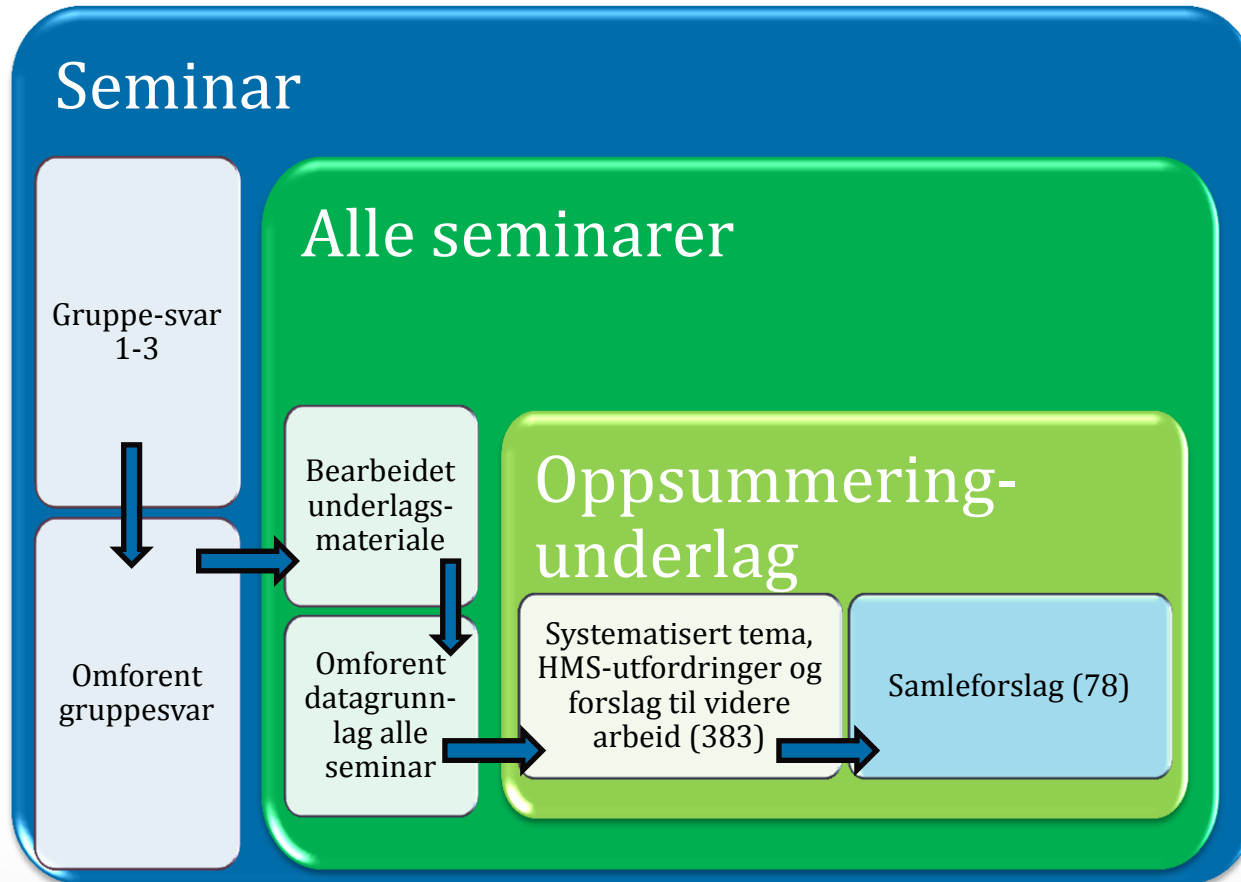 Seminar
Gruppe-svar
1-3
Omforent
gruppesvar
Alle seminarer
Bearbeidet
underlags-
materiale
Omforent
datagrunn-
lag alle
seminar
Oppsummering-
underlag
Systematisert tema,
HMS-utfordringer og
forslag til videre
arbeid (383)
Samleforslag (78)